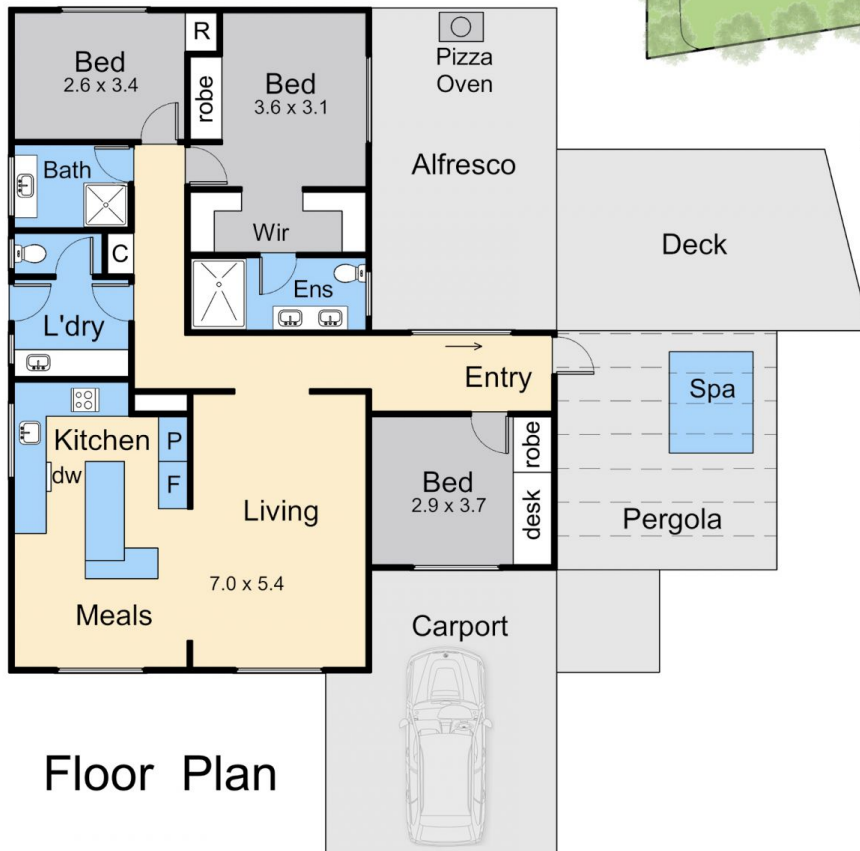 Bed
2.6 x 3.4
R
robe
Bed
3.6 x 3.1
Pizza
Oven
Bath
Alfresco
Wir
Deck
C
Ens
L'dry
Entry
Spa
Kitchen
P
dw
F
Living
Bed
2.9 x 3.7
robe
desk
Pergola
7.0 x 5.4
Meals
Carport
Floor Plan